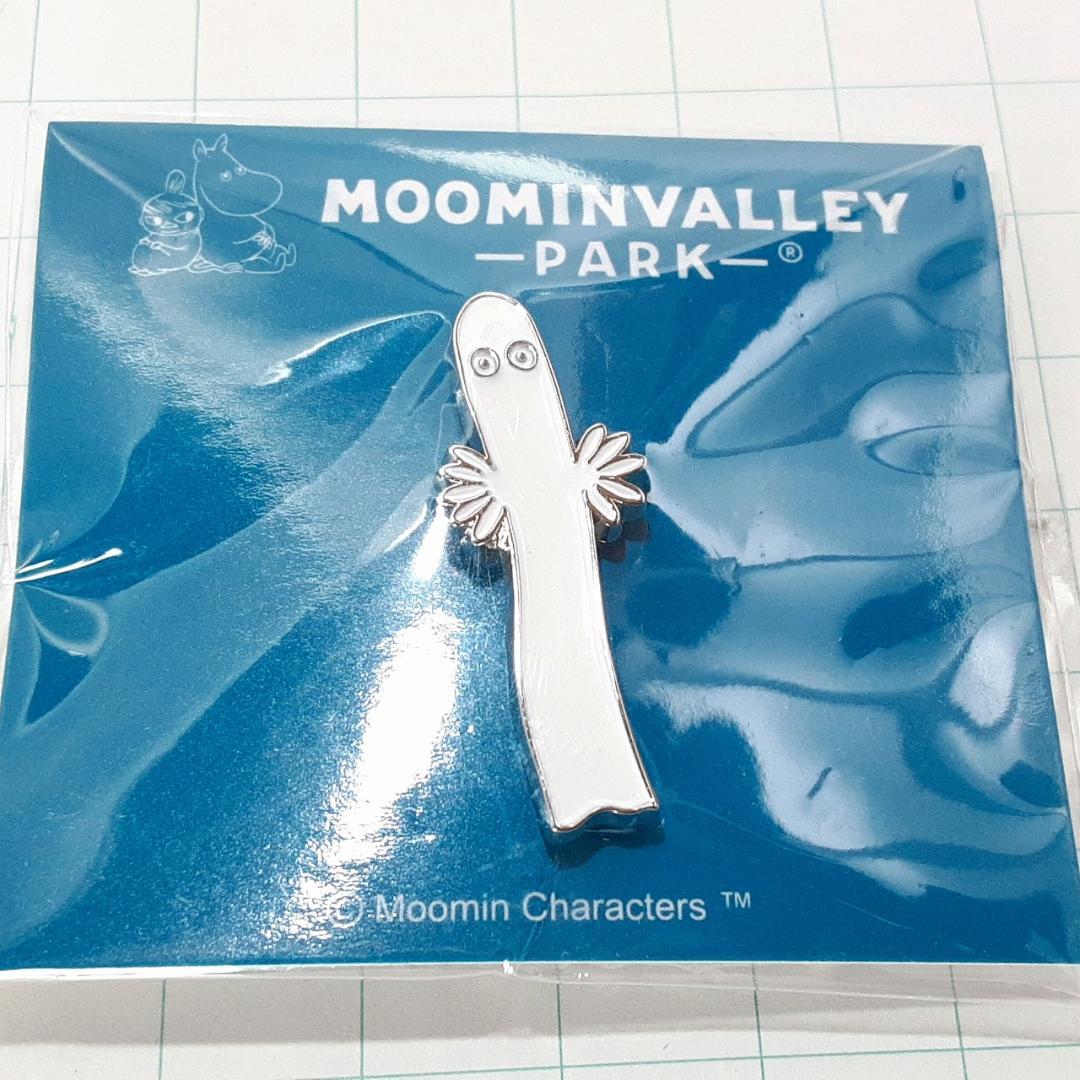 MOOMINVALLEY
—PARK—®
© Moomin Characters ™